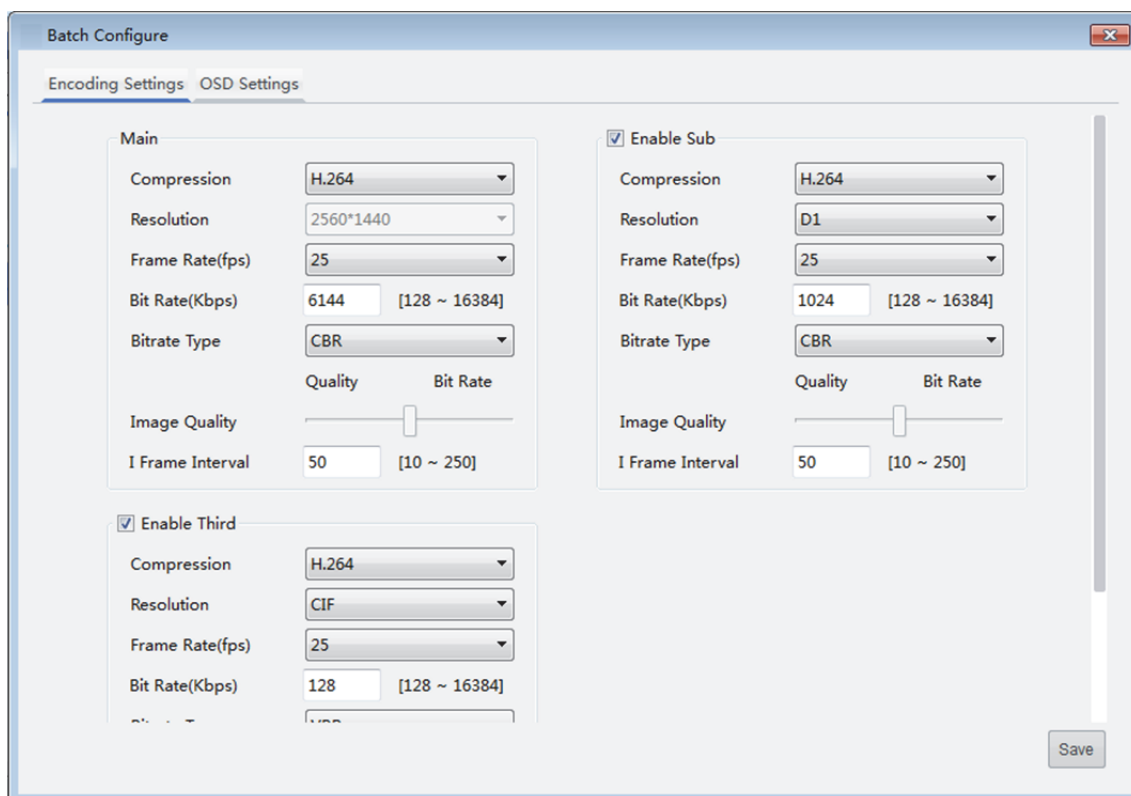 Batch Configure
Encoding Settings OSD Settings
Main
Compression H.264
Resolution 2560*1440
Frame Rate(fps) 25
Bit Rate(Kbps) 6144 [128 ~ 16384]
Bitrate Type CBR
Quality Bit Rate
Image Quality
I Frame Interval 50 [10 ~ 250]
Enable Sub
Compression H.264
Resolution D1
Frame Rate(fps) 25
Bit Rate(Kbps) 1024 [128 ~ 16384]
Bitrate Type CBR
Quality Bit Rate
Image Quality
I Frame Interval 50 [10 ~ 250]
Enable Third
Compression H.264
Resolution CIF
Frame Rate(fps) 25
Bit Rate(Kbps) 128 [128 ~ 16384]
Save